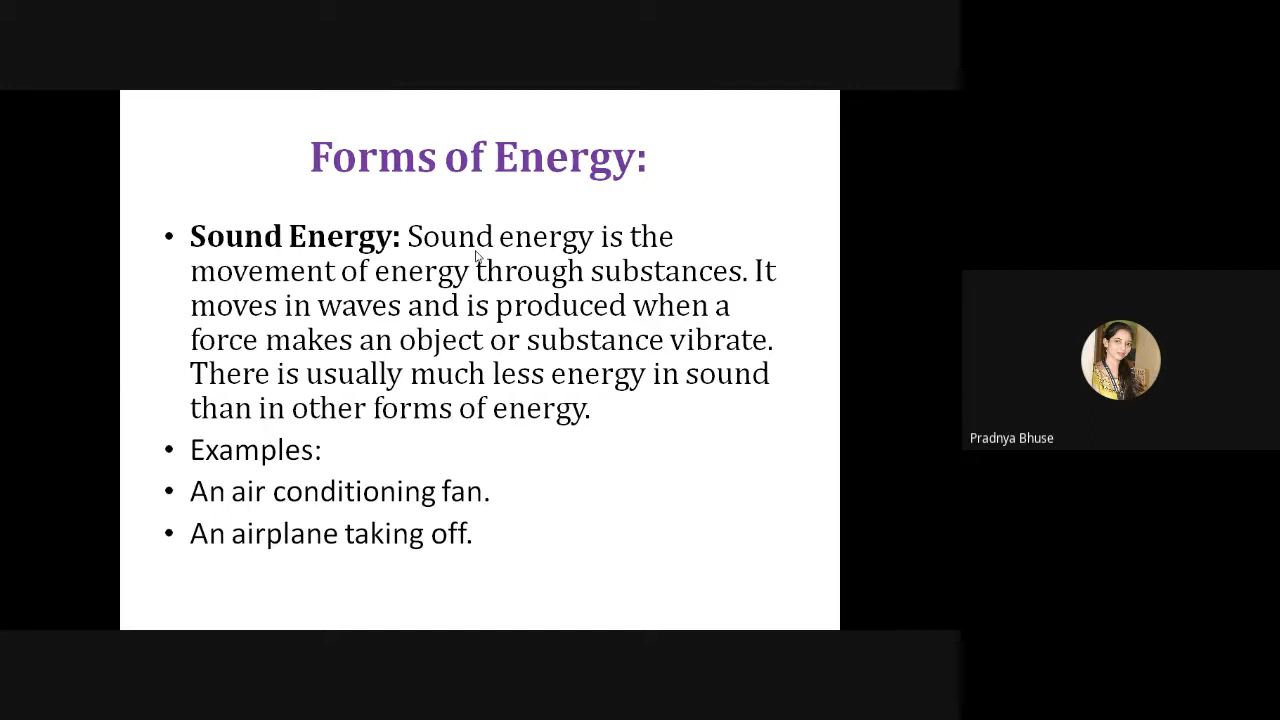 Forms of Energy:
• Sound Energy: Sound energy is the
movement of energy through substances. It
moves in waves and is produced when a
force makes an object or substance vibrate.
There is usually much less energy in sound
than in other forms of energy.
• Examples:
• An air conditioning fan.
• An airplane taking off.
Pradnya Bhuse